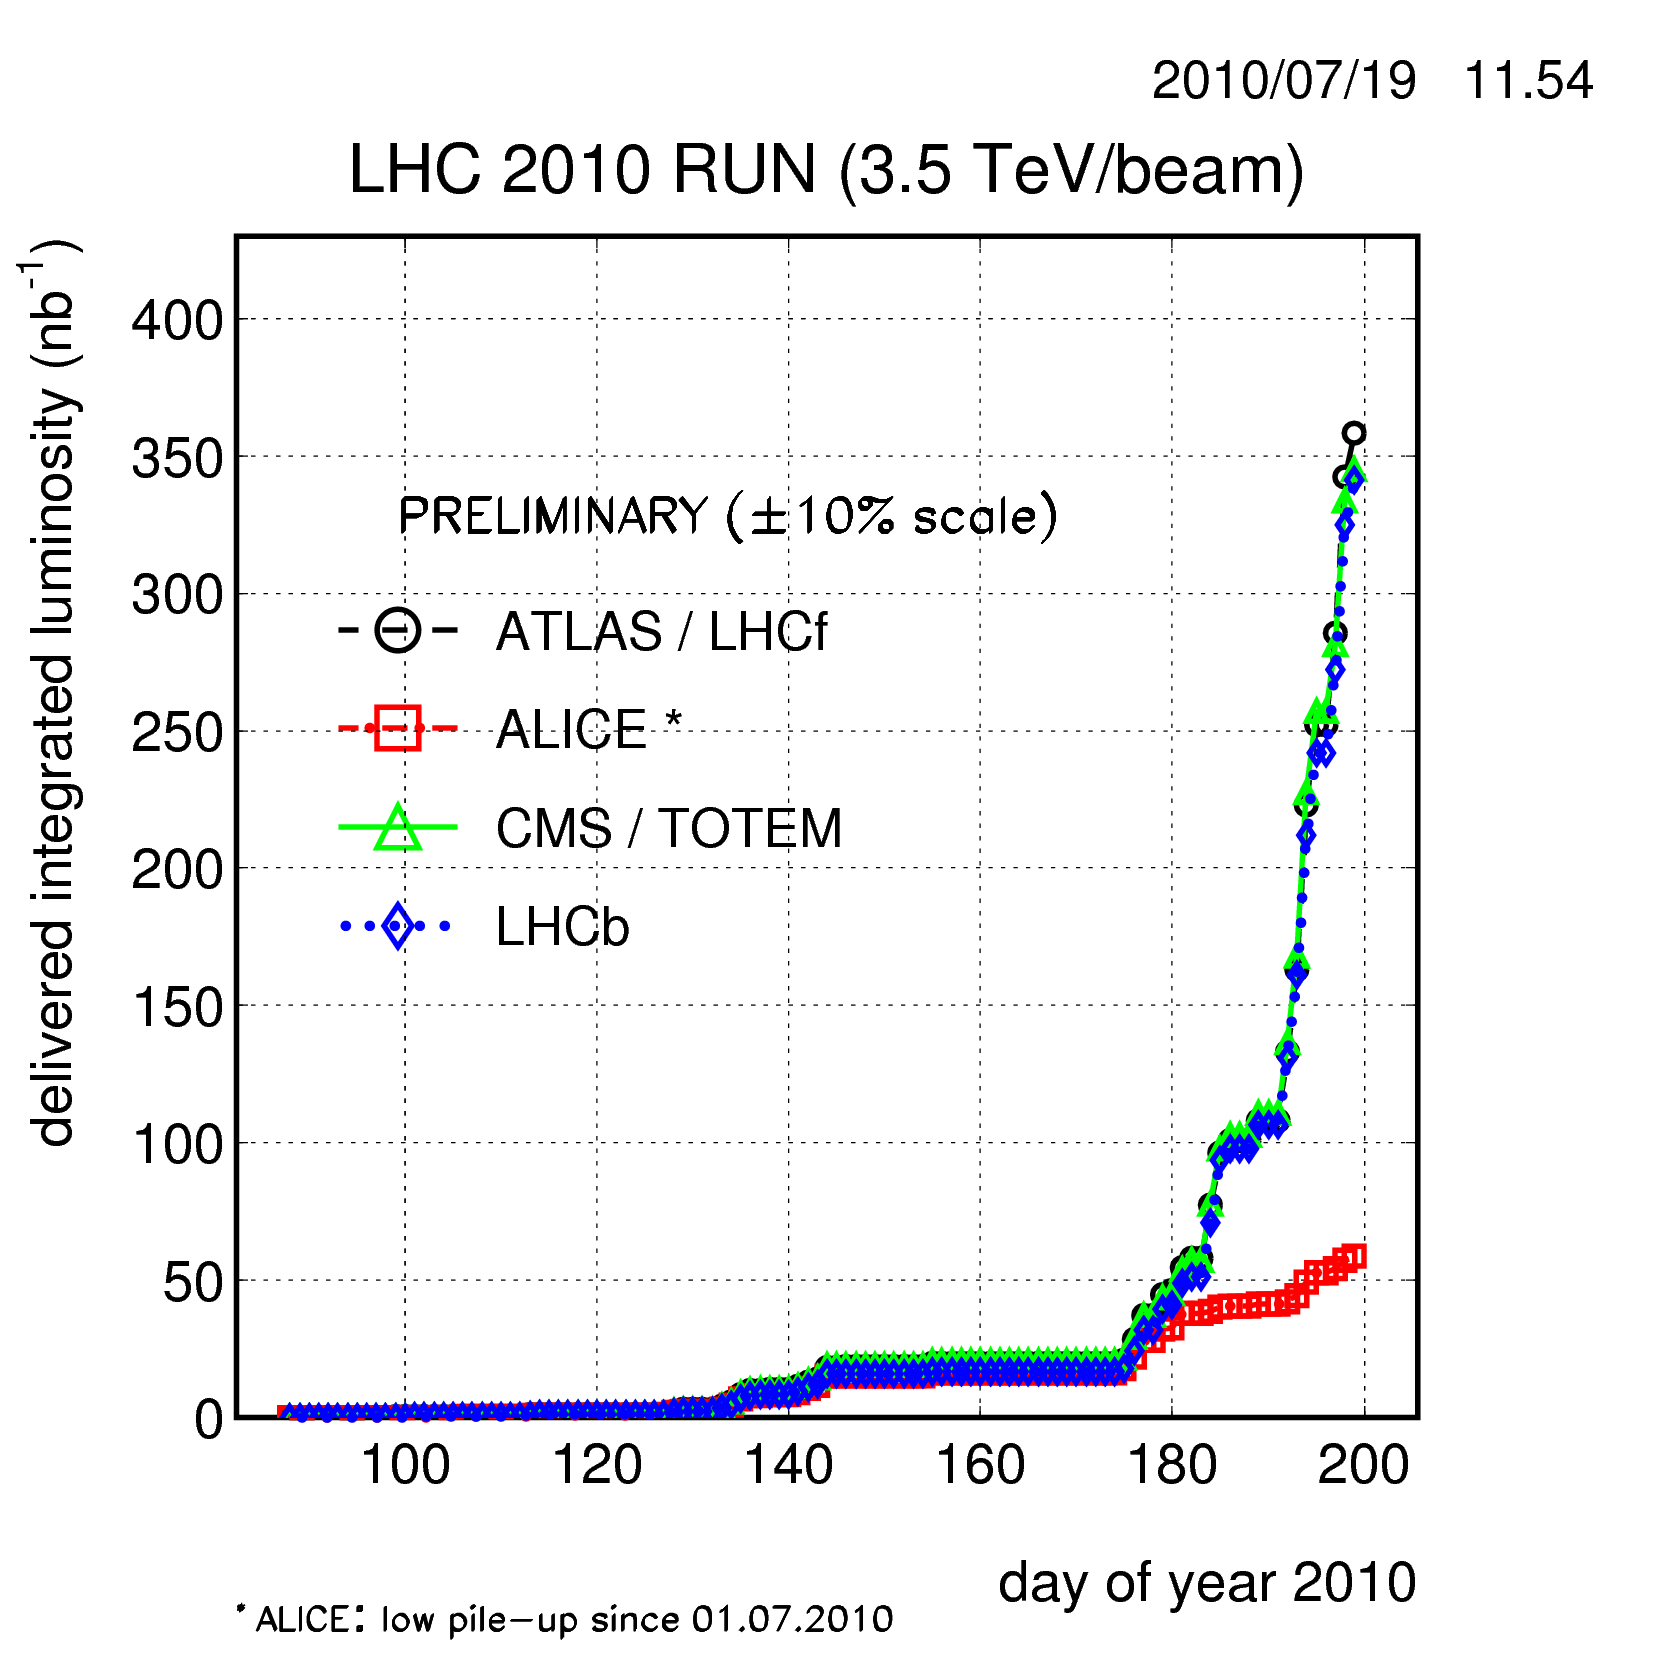 2010/07/19 11.54
LHC 2010 RUN (3.5 TeV/beam)
delivered integrated luminosity (nb-1)
400
350
300
250
200
150
100
50
0
PRELIMINARY (±10% scale)
ATLAS / LHCf
ALICE *
CMS / TOTEM
LHCb
100 120 140 160 180 200
day of year 2010
* ALICE: low pile-up since 01.07.2010